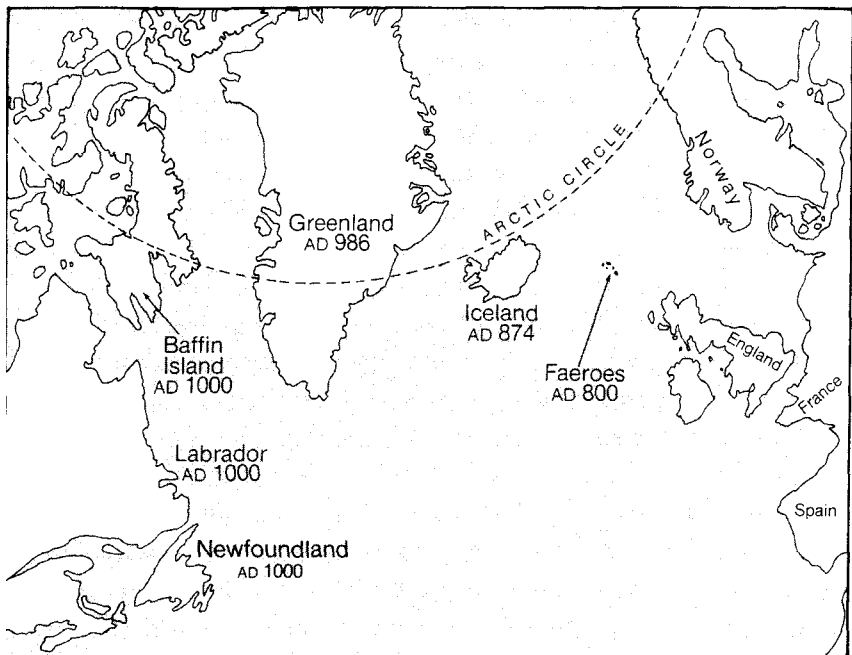 ARCTIC CIRCLE
Norway
Greenland
AD 986
Iceland
AD 874
Baffin
Island
AD 1000
England
Faeroes
AD 800
France
Labrador
AD 1000
Spain
Newfoundland
AD 1000